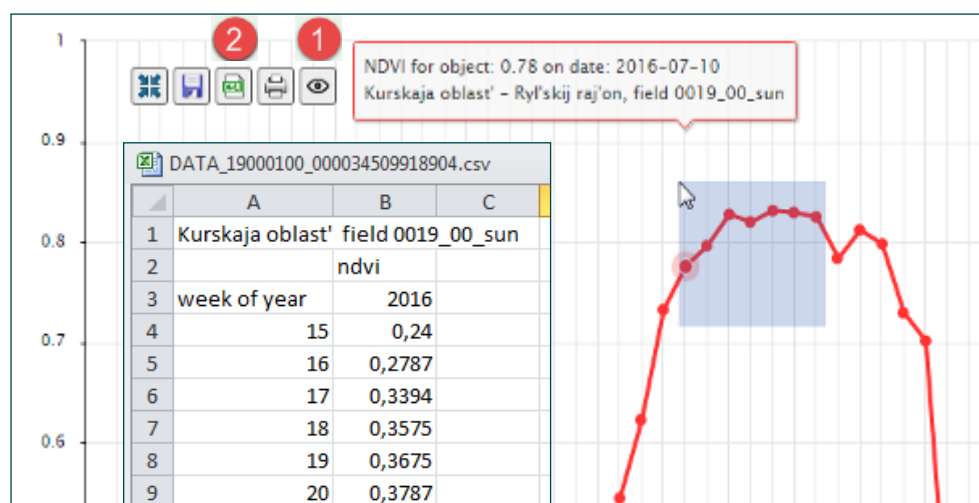 2
1
1
NDVI for object: 0.78 on date: 2016-07-10
Kurskaja oblast' - Ryl'skij raj'on, field 0019_00_sun
0.9
DATA_19000100_000034509918904.csv
A B C
1 Kurskaja oblast' field 0019_00_sun
2 ndvi
0.8
3 week of year 2016
4 15 0,24
0.7
5 16 0,2787
6 17 0,3394
7 18 0,3575
0.6
8 19 0,3675
9 20 0,3787